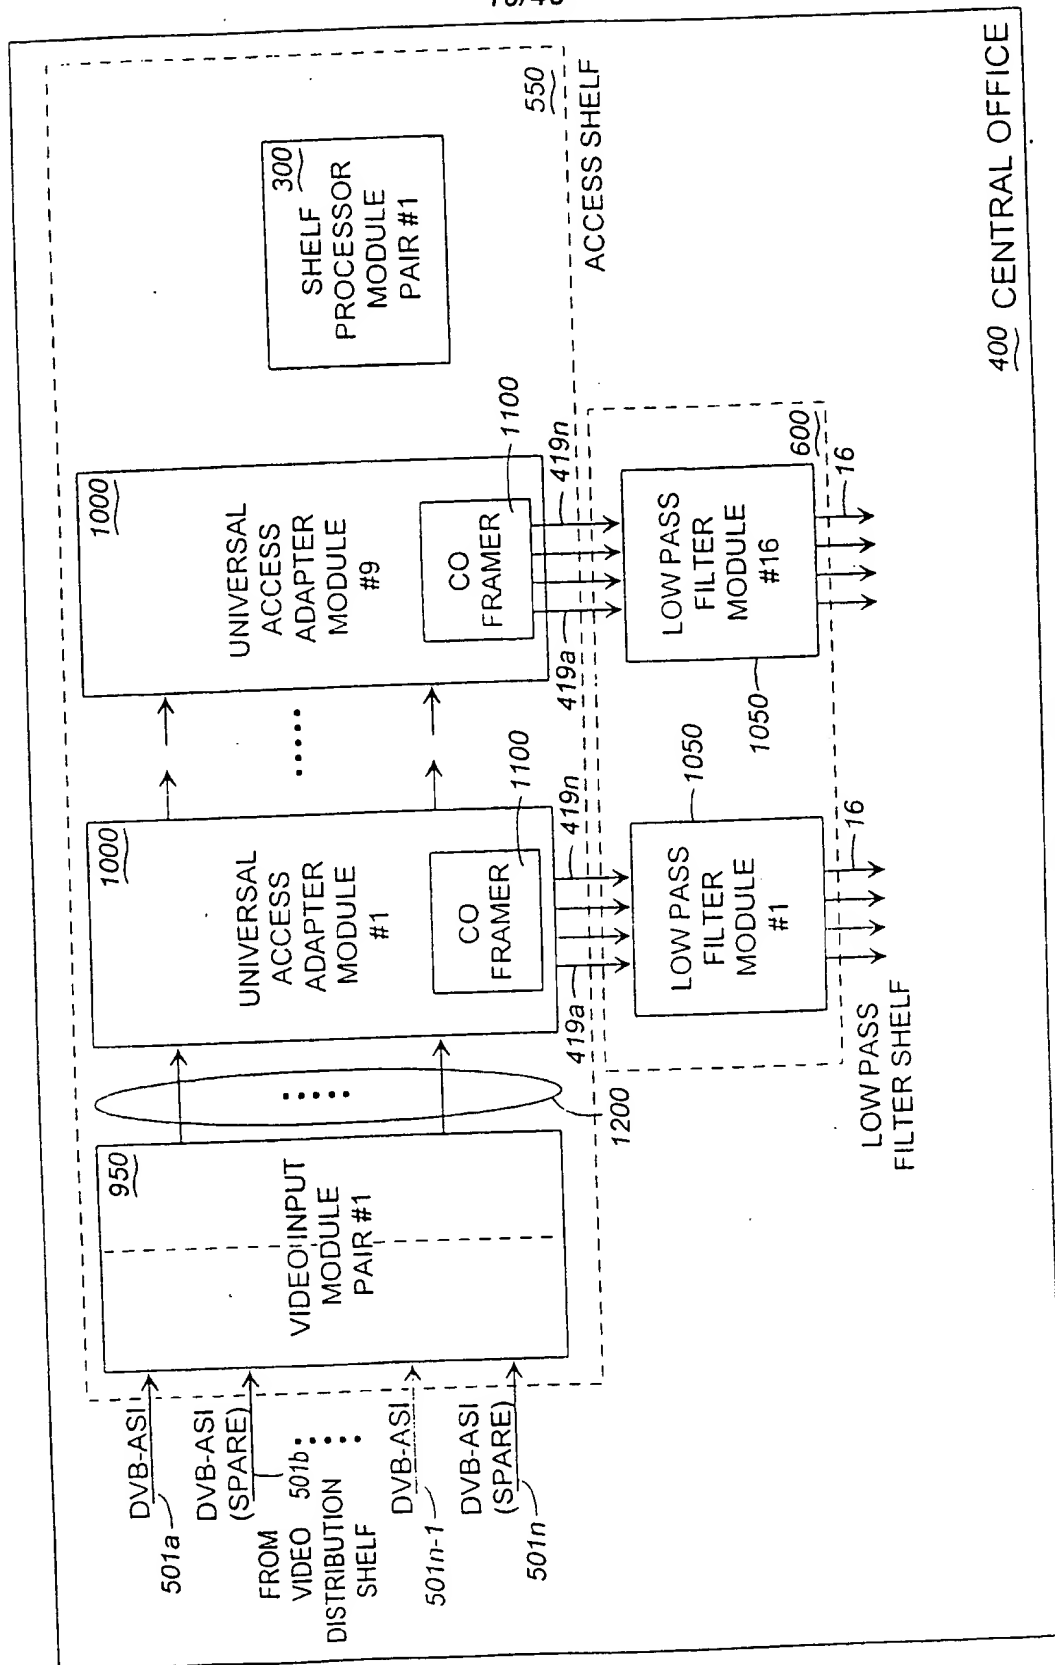 400 CENTRAL OFFICE
550
ACCESS SHELF
300
SHELF
PROCESSOR
MODULE
PAIR #1
1000
UNIVERSAL
ACCESS
ADAPTER
MODULE
#9
CO
FRAMER
1100
419a
419n
1000
UNIVERSAL
ACCESS
ADAPTER
MODULE
#1
CO
FRAMER
1100
419a
419n
950
VIDEO INPUT
MODULE
PAIR #1
1200
DVB-ASI
501a
DVB-ASI
(SPARE)
501b
FROM
VIDEO
DISTRIBUTION
SHELF
DVB-ASI
501n-1
DVB-ASI
(SPARE)
501n
600
LOW PASS
FILTER
MODULE
#16
1050
16
LOW PASS
FILTER
MODULE
#1
1050
16
LOW PASS
FILTER SHELF